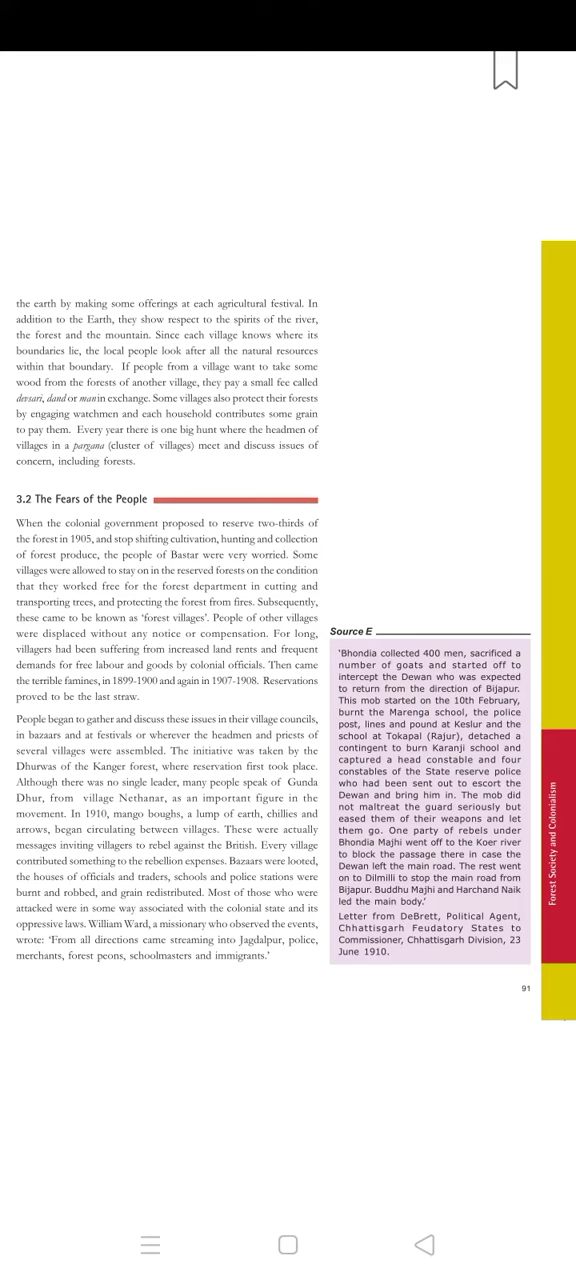 the earth by making some offerings at each agricultural festival. In
addition to the Earth, they show respect to the spirits of the river,
the forest and the mountain. Since each village knows where its
boundaries lie, the local people look after all the natural resources
within that boundary. If people from a village want to take some
wood from the forests of another village, they pay a small fee called
devsari, dand or man in exchange. Some villages also protect their forests
by engaging watchmen and each household contributes some grain
to pay them. Every year there is one big hunt where the headmen of
villages in a pargana (cluster of villages) meet and discuss issues of
concern, including forests.
3.2 The Fears of the People
When the colonial government proposed to reserve two-thirds of
the forest in 1905, and stop shifting cultivation, hunting and collection
of forest produce, the people of Bastar were very worried. Some
villages were allowed to stay on in the reserved forests on the condition
that they worked free for the forest department in cutting and
transporting trees, and protecting the forest from fires. Subsequently,
these came to be known as ‘forest villages’. People of other villages
were displaced without any notice or compensation. For long,
villagers had been suffering from increased land rents and frequent
demands for free labour and goods by colonial officials. Then came
the terrible famines, in 1899-1900 and again in 1907-1908. Reservations
proved to be the last straw.
People began to gather and discuss these issues in their village councils,
in bazaars and at festivals or wherever the headmen and priests of
several villages were assembled. The initiative was taken by the
Dhurwas of the Kanger forest, where reservation first took place.
Although there was no single leader, many people speak of Gunda
Dhur, from village Nethanar, as an important figure in the
movement. In 1910, mango boughs, a lump of earth, chillies and
arrows, began circulating between villages. These were actually
messages inviting villagers to rebel against the British. Every village
contributed something to the rebellion expenses. Bazaars were looted,
the houses of officials and traders, schools and police stations were
burnt and robbed, and grain redistributed. Most of those who were
attacked were in some way associated with the colonial state and its
oppressive laws. William Ward, a missionary who observed the events,
wrote: ‘From all directions came streaming into Jagdalpur, police,
merchants, forest peons, schoolmasters and immigrants.’
Source E
‘Bhondia collected 400 men, sacrificed a
number of goats and started off to
intercept the Dewan who was expected
to return from the direction of Bijapur.
This mob started on the 10th February,
burnt the Marenga school, the police
post, lines and pound at Keslur and the
school at Tokapal (Rajur), detached a
contingent to burn Karanji school and
captured a head constable and four
constables of the State reserve police
who had been sent out to escort the
Dewan and bring him in. The mob did
not maltreat the guard seriously but
eased them of their weapons and let
them go. One party of rebels under
Bhondia Majhi went off to the Koer river
to block the passage there in case the
Dewan left the main road. The rest went
on to Dilmilli to stop the main road from
Bijapur. Buddhu Majhi and Harchand Naik
led the main body.’
Letter from DeBrett, Political Agent,
Chhattisgarh Feudatory States to
Commissioner, Chhattisgarh Division, 23
June 1910.
Forest Society and Colonialism
91